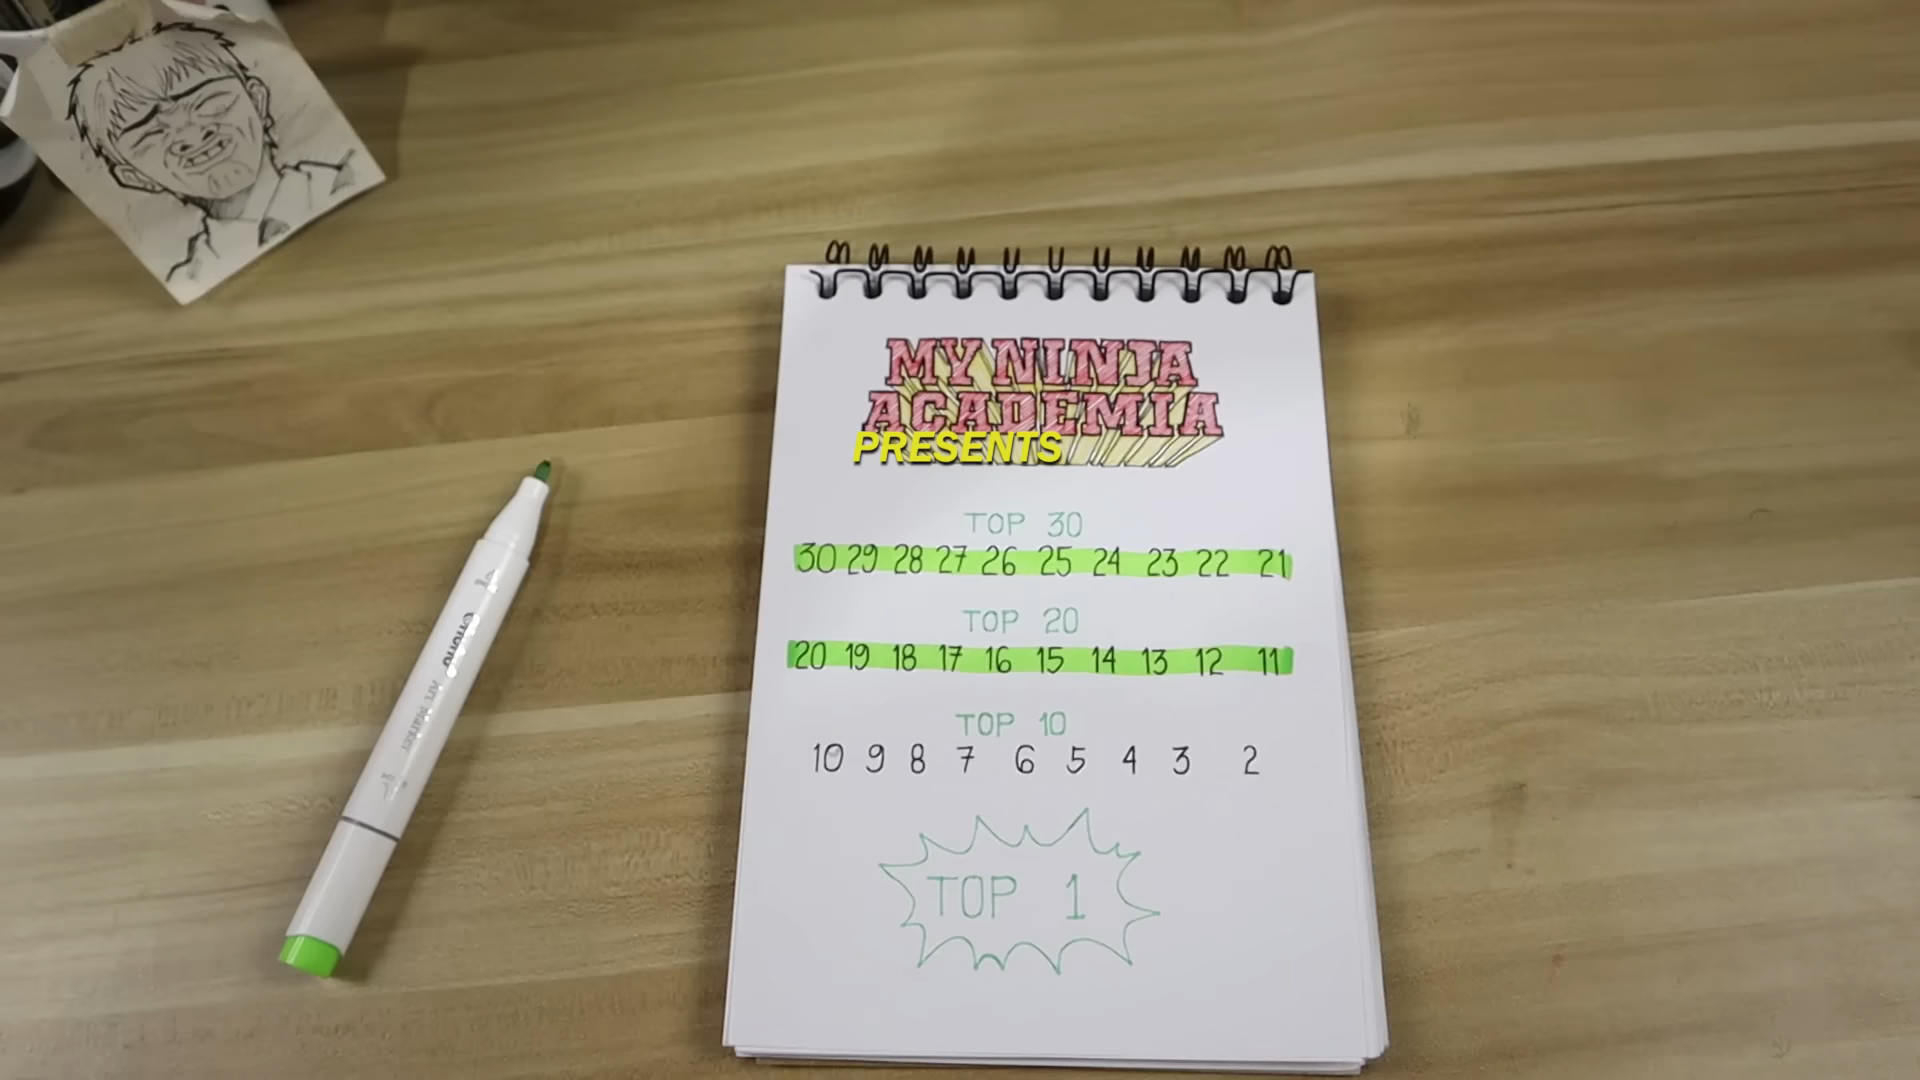 MY NINJA
ACADEMIA
PRESENTS
TOP 30
30 29 28 27 26 25 24 23 22 21
TOP 20
20 19 18 17 16 15 14 13 12 11
TOP 10
10 9 8 7 6 5 4 3 2
TOP 1
Art Marker